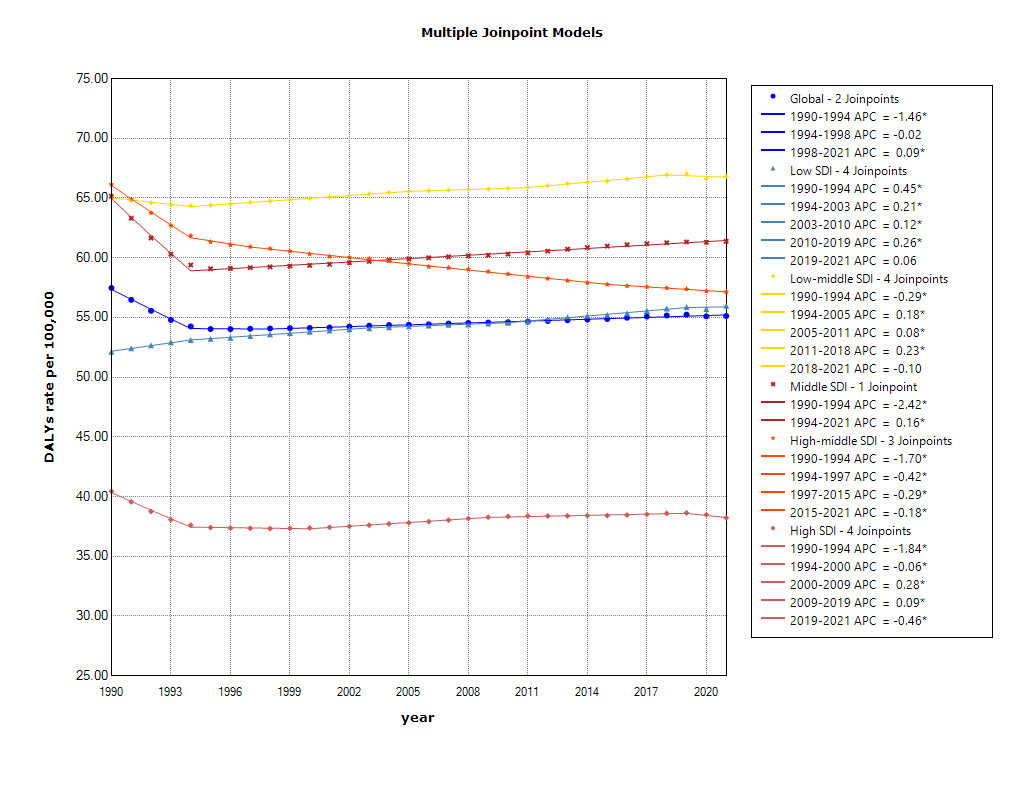 Multiple Joinpoint Models
75.00
70.00
65.00
60.00
55.00
50.00
45.00
40.00
35.00
30.00
25.00
DALYs rate per 100,000
1990 1993 1996 1999 2002 2005 2008 2011 2014 2017 2020
year
Global - 2 Joinpoints
1990-1994 APC = -1.46*
1994-1998 APC = -0.02
1998-2021 APC = 0.09*
Low SDI - 4 Joinpoints
1990-1994 APC = 0.45*
1994-2003 APC = 0.21*
2003-2010 APC = 0.12*
2010-2019 APC = 0.26*
2019-2021 APC = 0.06
Low-middle SDI - 4 Joinpoints
1990-1994 APC = -0.29*
1994-2005 APC = 0.18*
2005-2011 APC = 0.08*
2011-2018 APC = 0.23*
2018-2021 APC = -0.10
Middle SDI - 1 Joinpoint
1990-1994 APC = -2.42*
1994-2021 APC = 0.16*
High-middle SDI - 3 Joinpoints
1990-1994 APC = -1.70*
1994-1997 APC = -0.42*
1997-2015 APC = -0.29*
2015-2021 APC = -0.18*
High SDI - 4 Joinpoints
1990-1994 APC = -1.84*
1994-2000 APC = -0.06*
2000-2009 APC = 0.28*
2009-2019 APC = 0.09*
2019-2021 APC = -0.46*